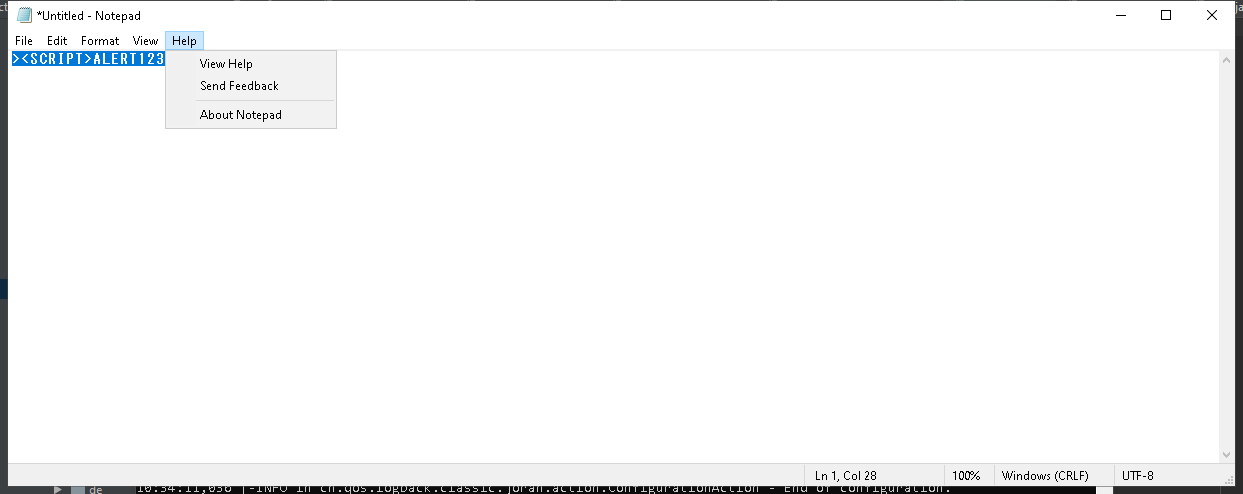 *Untitled - Notepad
File Edit Format View Help
><SCRIPT>ALERT123
View Help
Send Feedback
About Notepad
Ln 1, Col 28 100% Windows (CRLF) UTF-8
de 10:54:11,056 |-INFO in ch.qos.logback.classic.joran.action.ConfigurationAction - End of configuration.